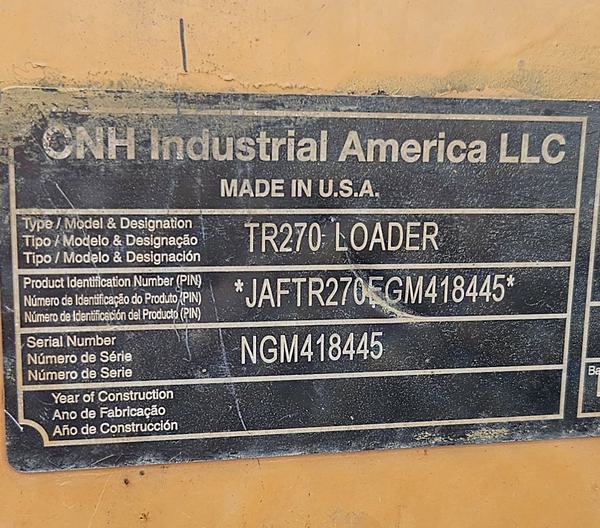 CNH Industrial America LLC
MADE IN U.S.A.
Type / Model & Designation
Tipo / Modelo & Designação
Tipo / Modelo & Designación
TR270 LOADER
Product Identification Number (PIN)
Número de Identificação do Produto (PIN)
Número de Identificación del Producto (PIN)
*JAFTR270EGM418445*
Serial Number
Número de Série
Número de Serie
NGM418445
Year of Construction
Ano de Fabricação
Año de Construcción